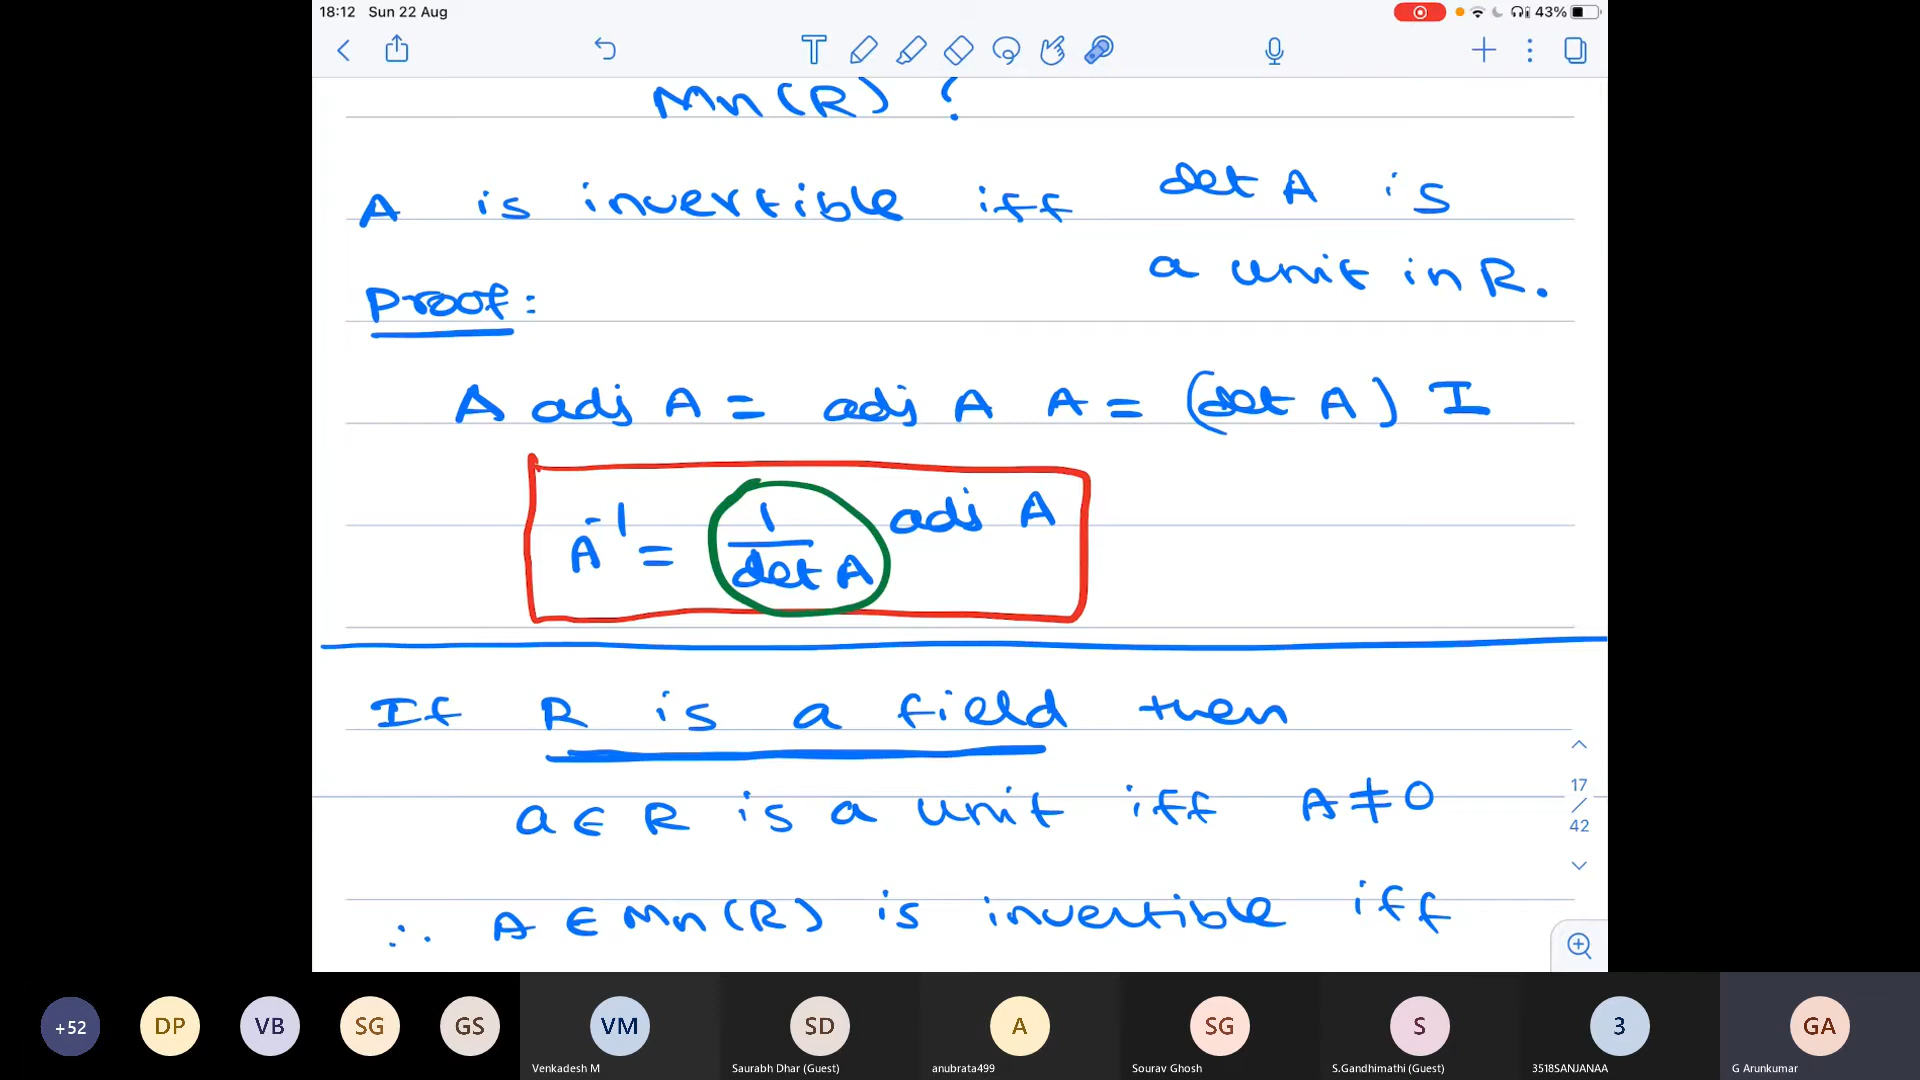 18:12 Sun 22 Aug
43%
Mn(R) ?
A is invertible iff det A is
a unit in R.
Proof:
A adj A = adj A A = (det A) I
A⁻¹ = 1/det A adj A
If R is a field then
a ∈ R is a unit iff A ≠ 0
17
/
42
∴ A ∈ Mn(R) is invertible iff
+52 DP VB SG GS VM SD A SG S 3 GA
Venkadesh M Saurabh Dhar (Guest) anubrata499 Sourav Ghosh S.Gandhimathi (Guest) 3518SANJANAA G Arunkumar